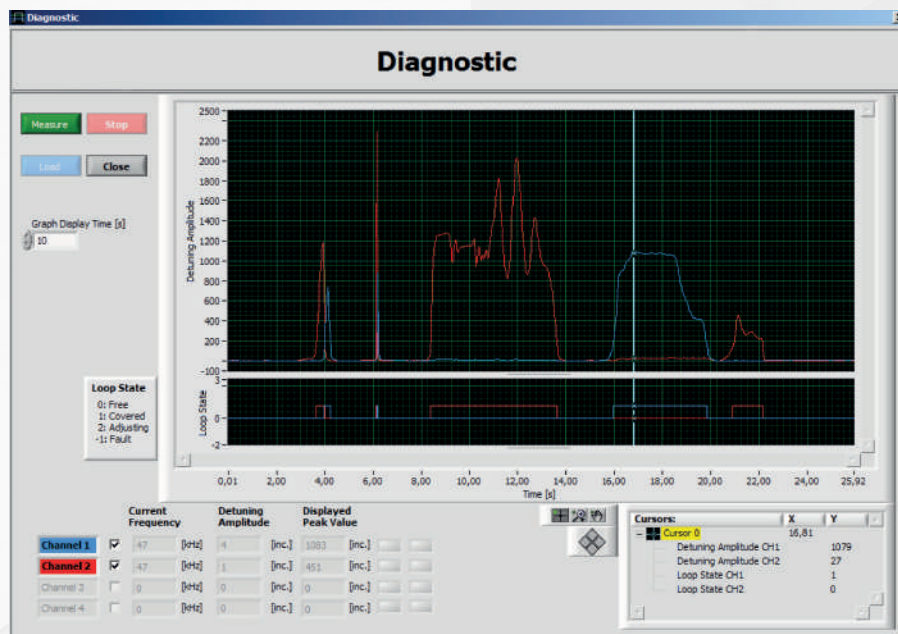 Diagnostic
Diagnostic
Measure Stop
Load Close
Graph Display Time [s]
10
Detuning Amplitude
2500
2200
2000
1800
1600
1400
1200
1000
800
600
400
200
0
-100
Loop State
3
0
-2
Loop State
0: Free
1: Covered
2: Adjusting
-1: Fault
0,01 2,00 4,00 6,00 8,00 10,00 12,00 14,00 16,00 18,00 20,00 22,00 24,00 25,92
Time [s]
Current Frequency Detuning Amplitude Displayed Peak Value
Channel 1 47 [kHz] 4 [inc.] 1083 [inc.]
Channel 2 47 [kHz] 1 [inc.] 451 [inc.]
Channel 3 0 [kHz] 0 [inc.] 0
Channel 4 0 [kHz] 0 [inc.] 0
Cursors: X Y
Cursor 0 16,81
Detuning Amplitude CH1 1079
Detuning Amplitude CH2 27
Loop State CH1 1
Loop State CH2 0